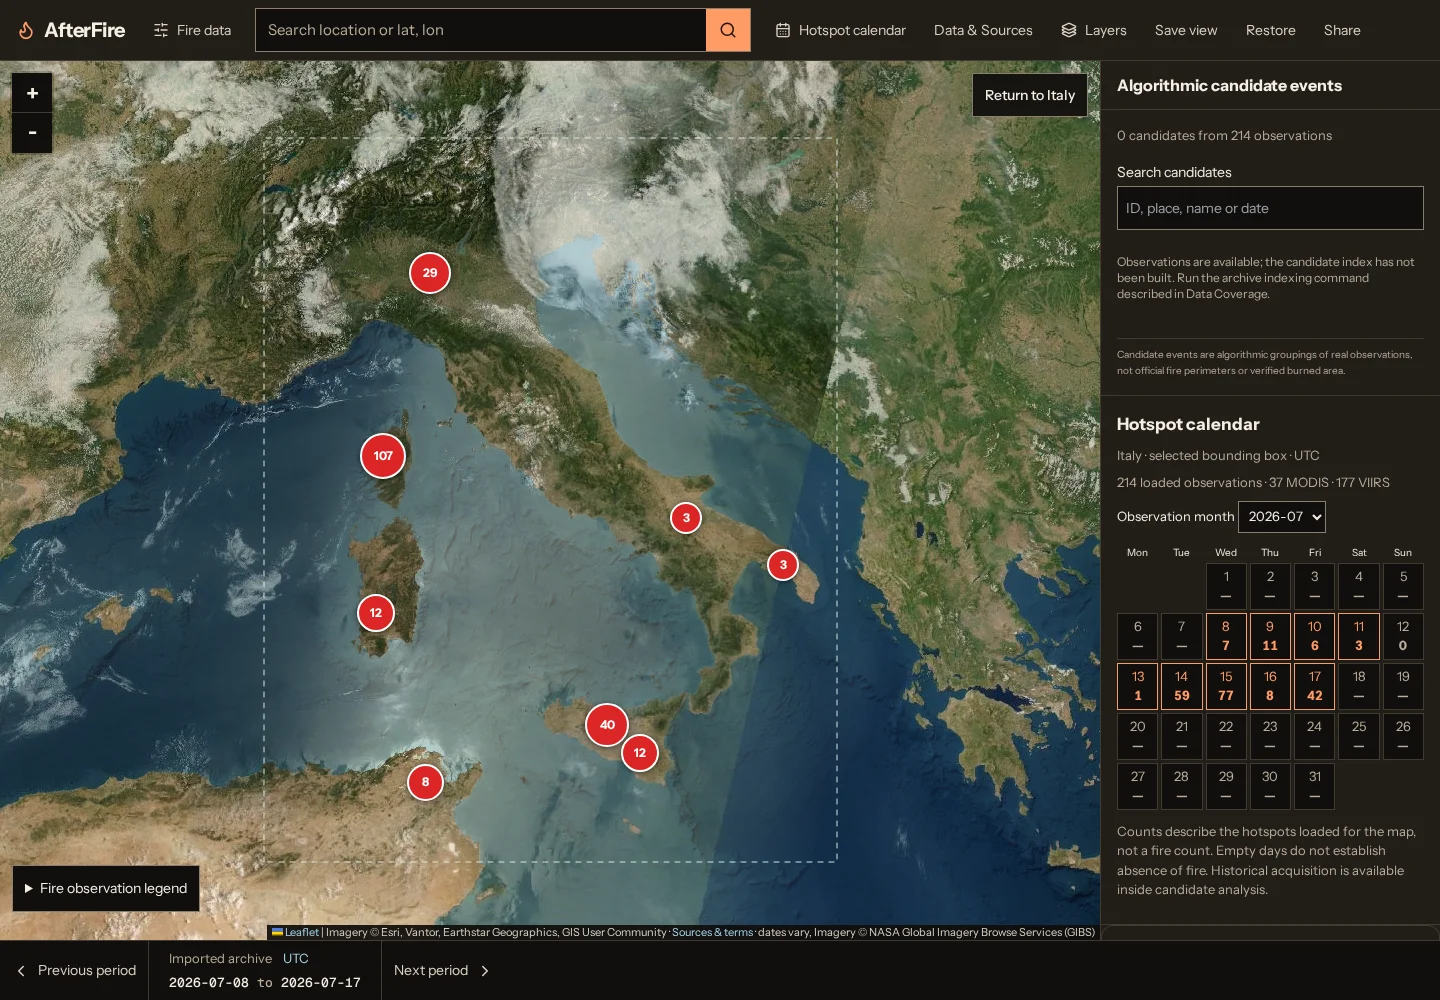 AfterFire
Fire data
Search location or lat, lon
Hotspot calendar
Data & Sources
Layers
Save view
Restore
Share
+
-
Return to Italy
29
107
3
3
12
40
12
8
Fire observation legend
Leaflet | Imagery © Esri, Vantor, Earthstar Geographics, GIS User Community · Sources & terms · dates vary, Imagery © NASA Global Imagery Browse Services (GIBS)
Algorithmic candidate events
0 candidates from 214 observations
Search candidates
ID, place, name or date
Observations are available; the candidate index has not
been built. Run the archive indexing command
described in Data Coverage.
Candidate events are algorithmic groupings of real observations,
not official fire perimeters or verified burned area.
Hotspot calendar
Italy · selected bounding box · UTC
214 loaded observations · 37 MODIS · 177 VIIRS
Observation month 2026-07
Mon Tue Wed Thu Fri Sat Sun
1 2 3 4 5
— — — — —
6 7 8 9 10 11 12
— — 7 11 6 3 0
13 14 15 16 17 18 19
1 59 77 8 42 — —
20 21 22 23 24 25 26
— — — — — — —
27 28 29 30 31
— — — — —
Counts describe the hotspots loaded for the map,
not a fire count. Empty days do not establish
absence of fire. Historical acquisition is available
inside candidate analysis.
Previous period
Imported archive UTC
2026-07-08 to 2026-07-17
Next period